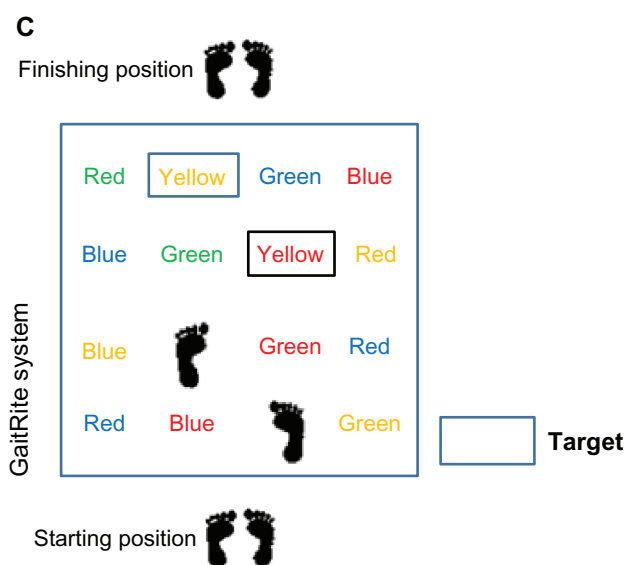 C
Finishing position
Red Yellow Green Blue
Blue Green Yellow Red
Blue Green Red
Red Blue Green
GaitRite system
Target
Starting position